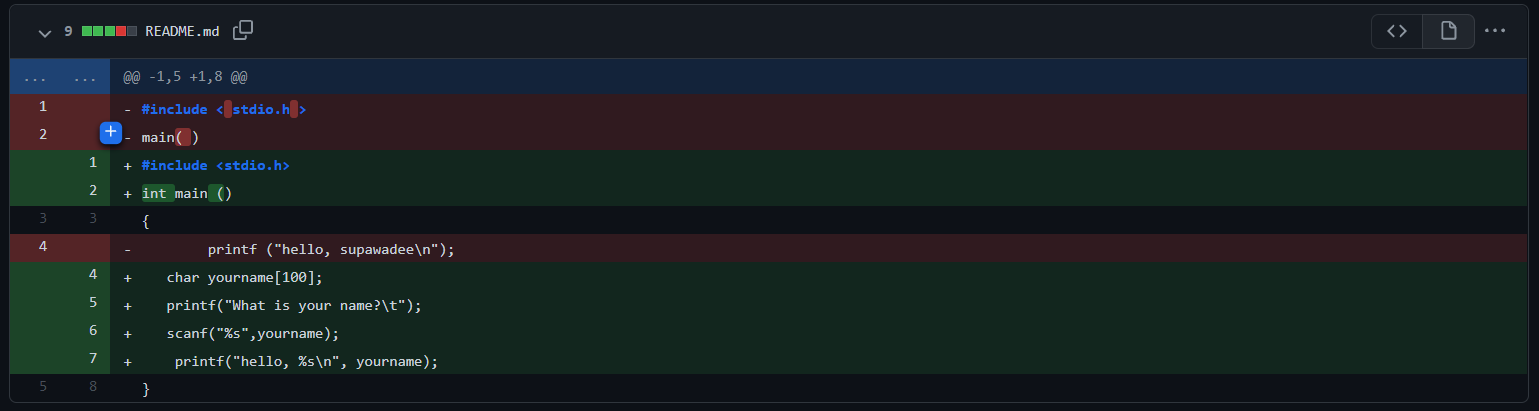 9 README.md
... ... @@ -1,5 +1,8 @@
1 - #include < stdio.h >
2 - main( )
1 + #include <stdio.h>
2 + int main ()
3 3 {
4 - printf ("hello, supawadee\n");
4 + char yourname[100];
5 + printf("What is your name?\t");
6 + scanf("%s",yourname);
7 + printf("hello, %s\n", yourname);
5 8 }